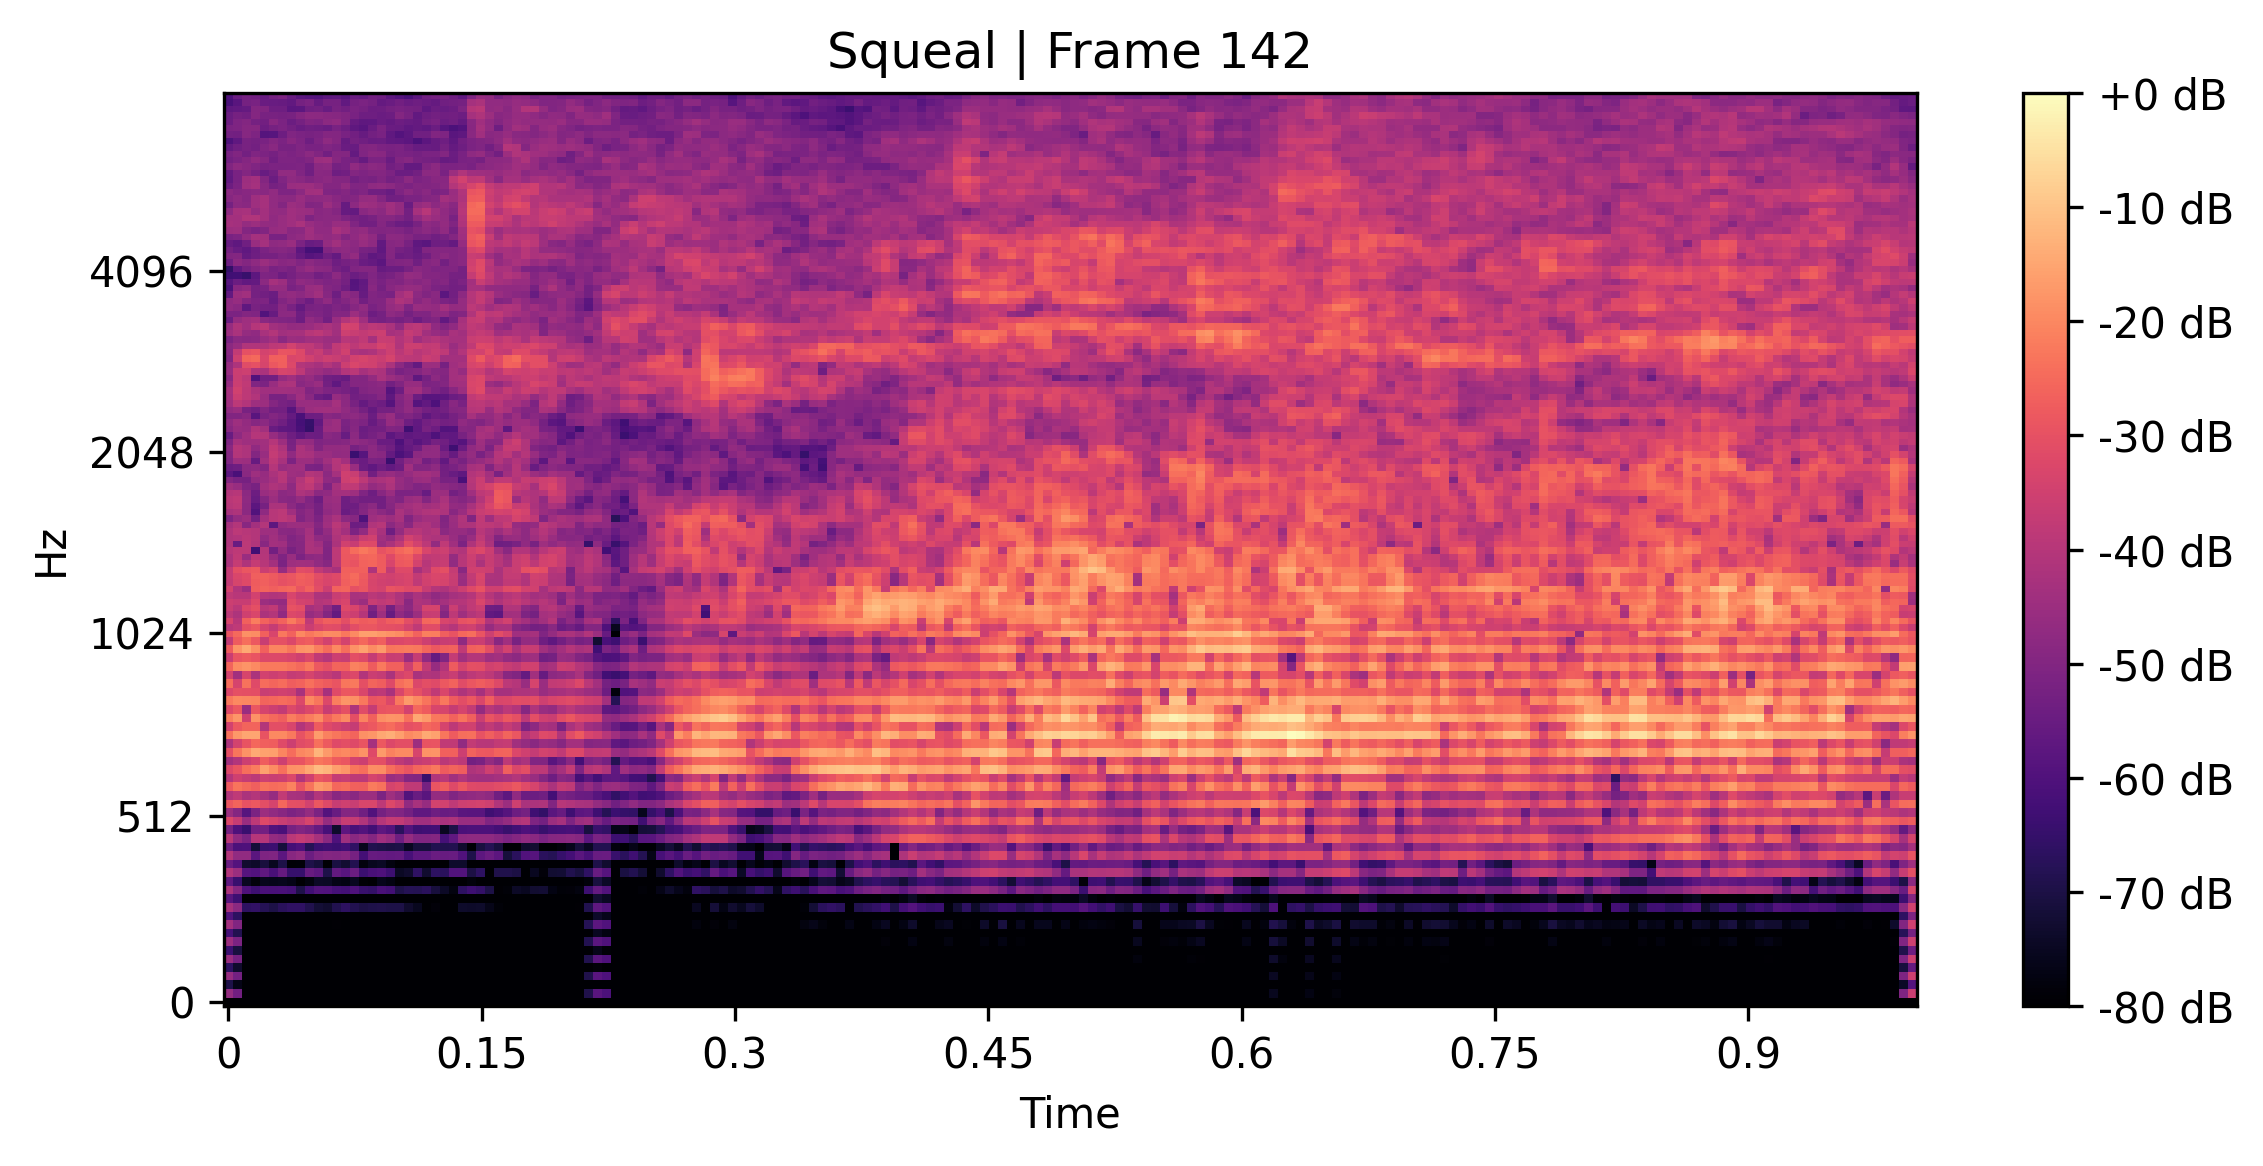 Squeal | Frame 142
+0 dB
-10 dB
-20 dB
-30 dB
-40 dB
-50 dB
-60 dB
-70 dB
-80 dB
Hz
4096
2048
1024
512
0
0 0.15 0.3 0.45 0.6 0.75 0.9
Time